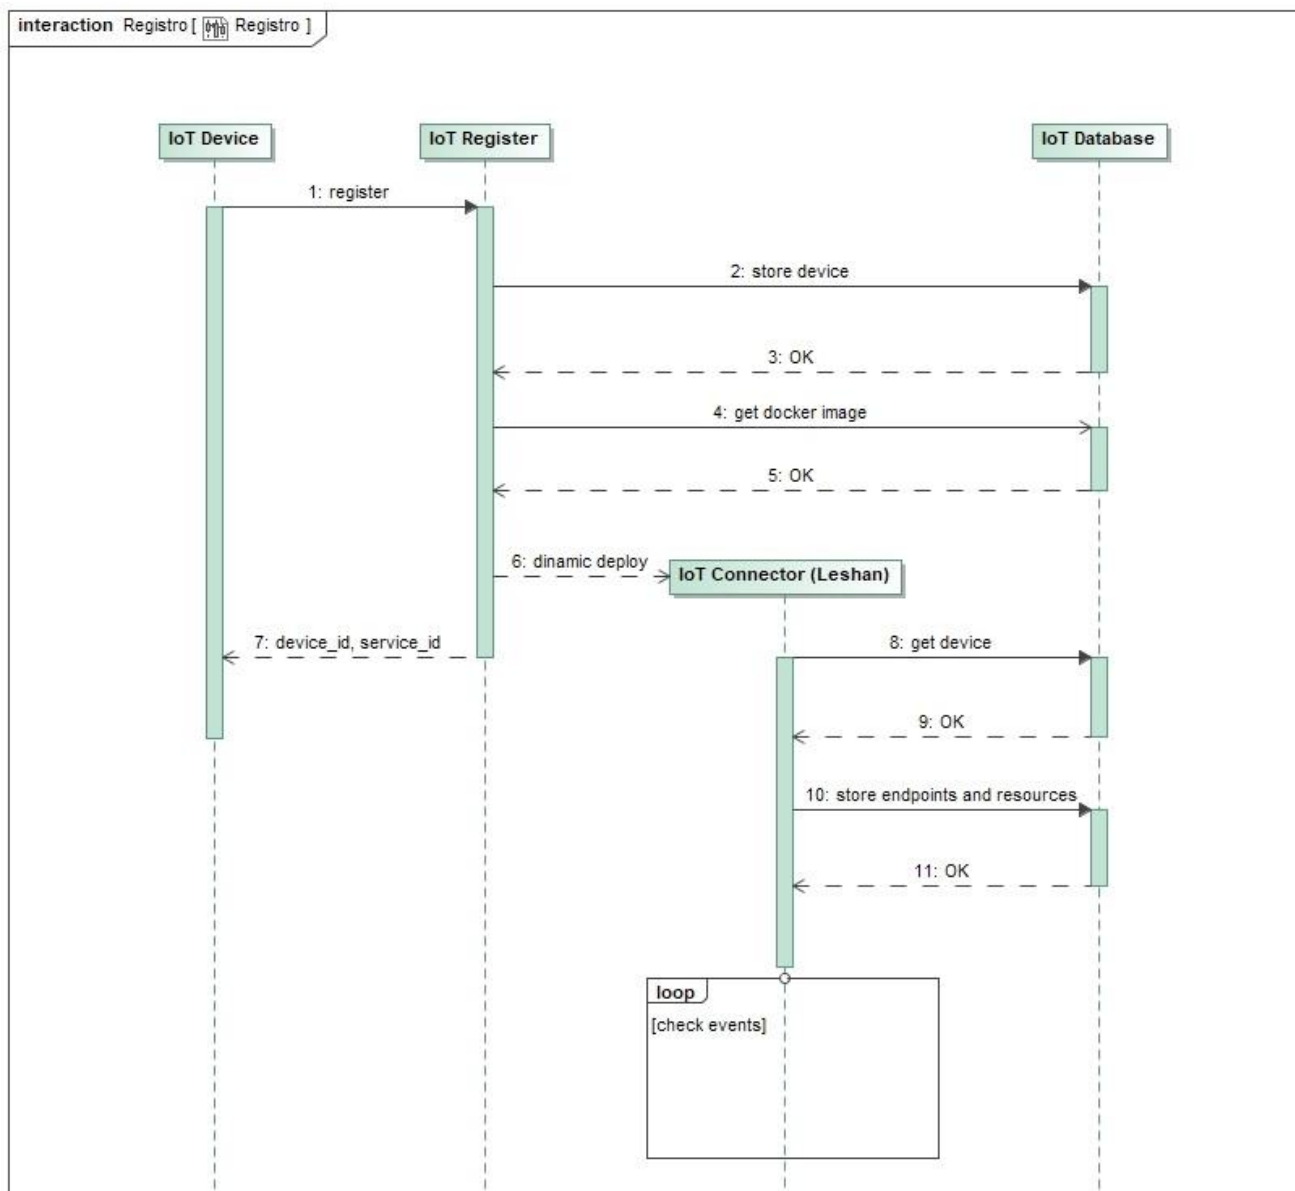 interaction Registro [ Registro ]
IoT Device
IoT Register
IoT Database
1: register
2: store device
3: OK
4: get docker image
5: OK
6: dinamic deploy
IoT Connector (Leshan)
7: device_id, service_id
8: get device
9: OK
10: store endpoints and resources
11: OK
loop
[check events]